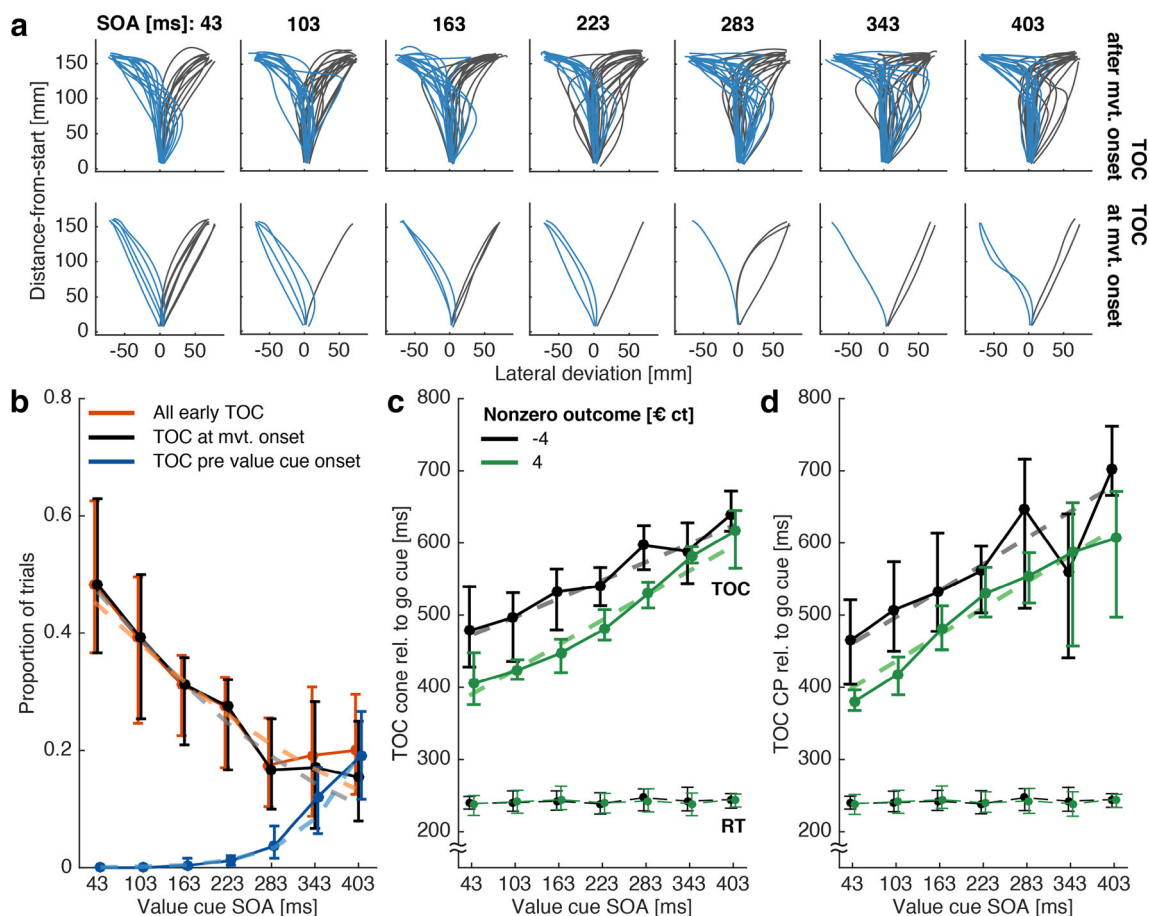 a
SOA [ms]: 43 103 163 223 283 343 403
150
100
50
0
after mvt. onset
TOC
150
100
50
0
at mvt. onset
TOC
Distance-from-start [mm]
-50 0 50 -50 0 50 -50 0 50 -50 0 50 -50 0 50 -50 0 50 -50 0 50
Lateral deviation [mm]
b
0.8
0.6
0.4
0.2
0
Proportion of trials
All early TOC
TOC at mvt. onset
TOC pre value cue onset
43 103 163 223 283 343 403
Value cue SOA [ms]
c
800
700
600
500
400
300
200
TOC cone rel. to go cue [ms]
Nonzero outcome [€ ct]
-4
4
TOC
RT
43 103 163 223 283 343 403
Value cue SOA [ms]
d
800
700
600
500
400
300
200
TOC CP rel. to go cue [ms]
43 103 163 223 283 343 403
Value cue SOA [ms]